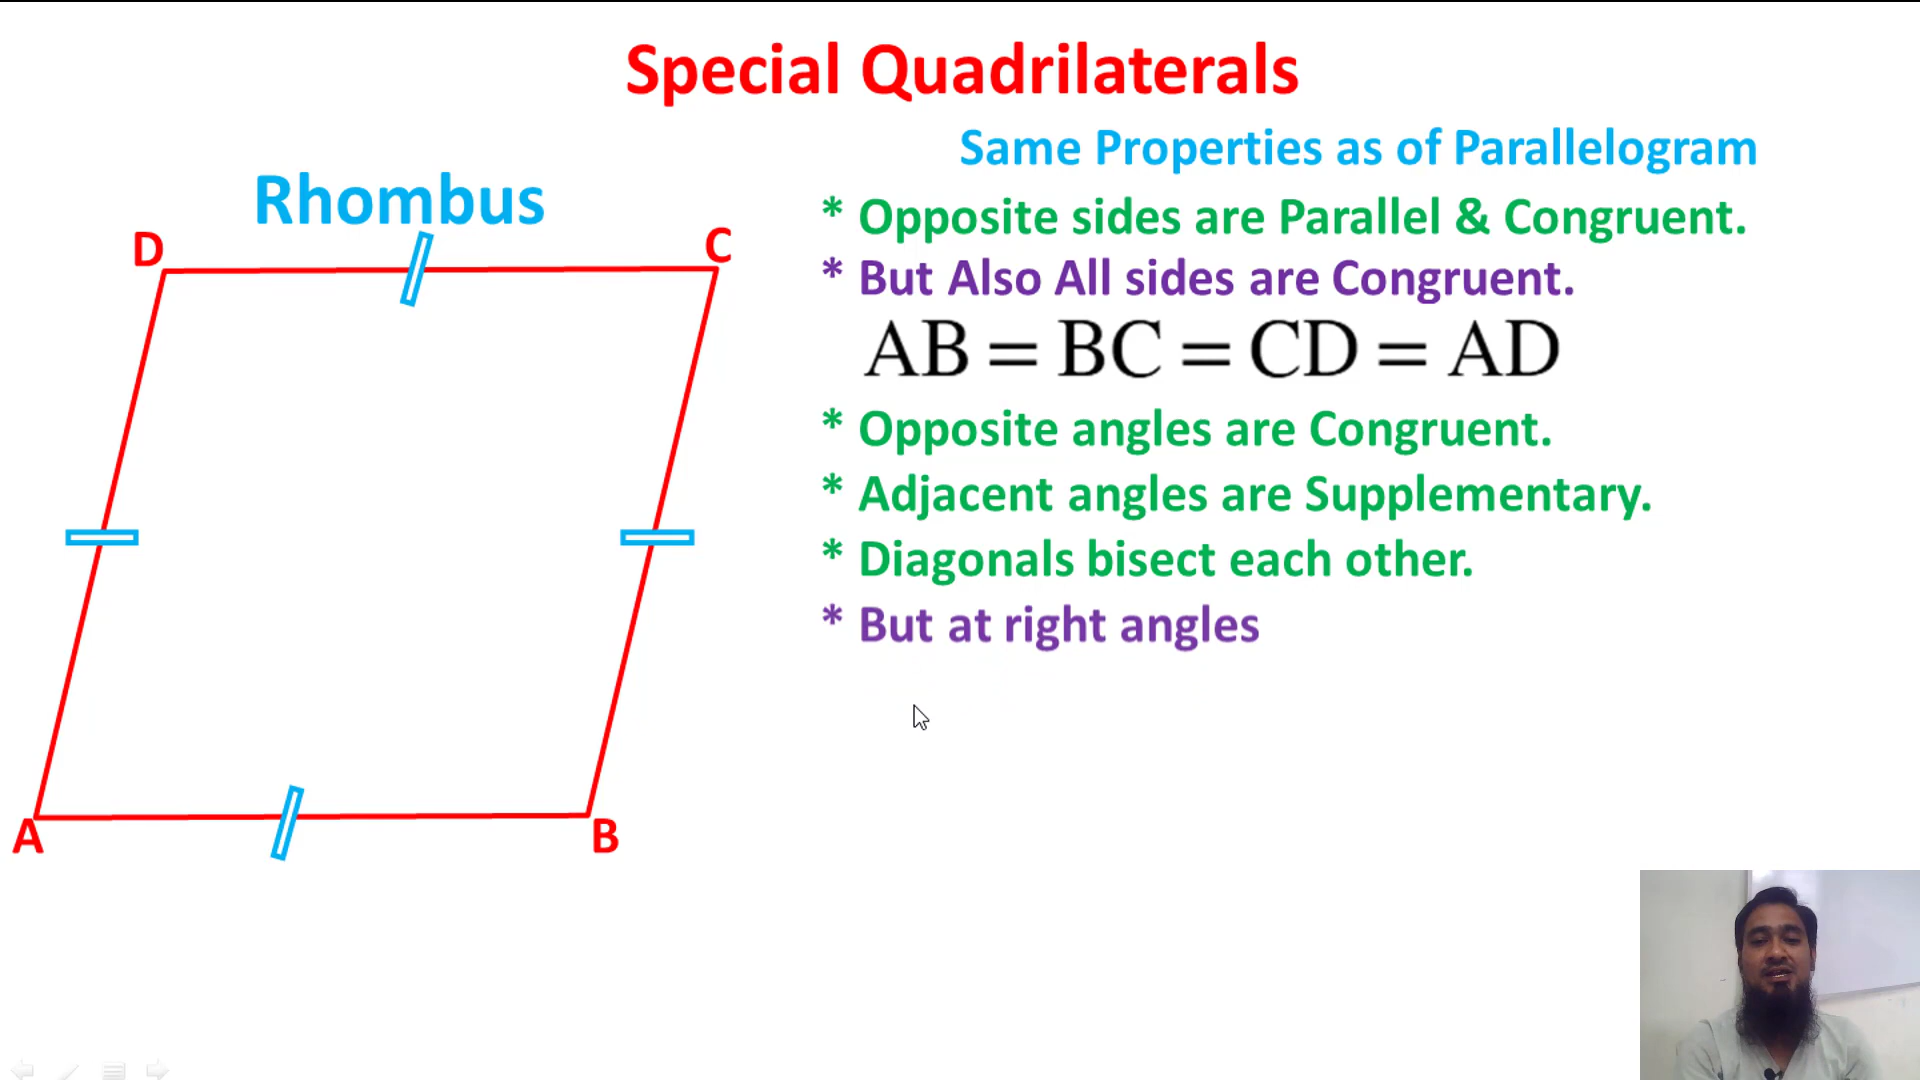 Special Quadrilaterals
Same Properties as of Parallelogram
Rhombus
* Opposite sides are Parallel & Congruent.
D
C
* But Also All sides are Congruent.
AB = BC = CD = AD
* Opposite angles are Congruent.
* Adjacent angles are Supplementary.
* Diagonals bisect each other.
* But at right angles
A
B